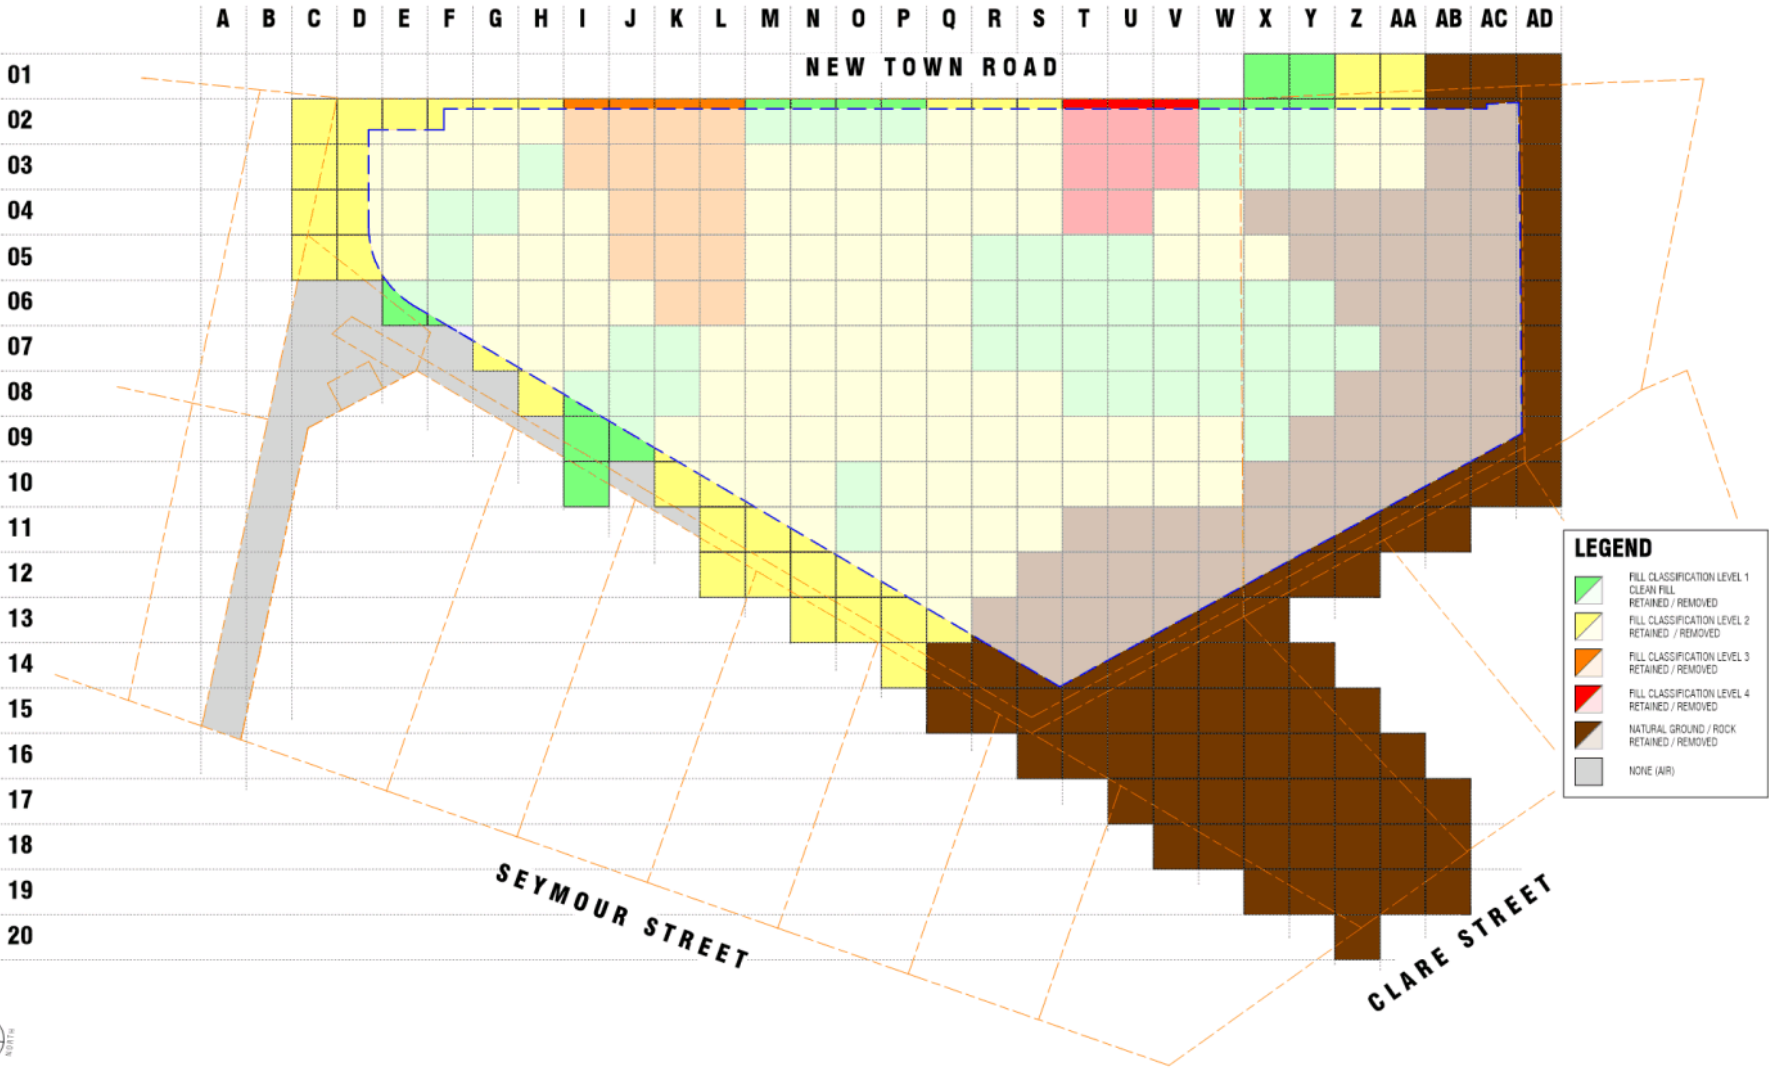 A B C D E F G H I J K L M N O P Q R S T U V W X Y Z AA AB AC AD
01
NEW TOWN ROAD
02
03
04
05
06
07
08
09
10
11
12
13
14
15
16
17
18
19
20
SEYMOUR STREET
CLARE STREET
LEGEND
FILL CLASSIFICATION LEVEL 1
CLEAN FILL
RETAINED / REMOVED
FILL CLASSIFICATION LEVEL 2
RETAINED / REMOVED
FILL CLASSIFICATION LEVEL 3
RETAINED / REMOVED
FILL CLASSIFICATION LEVEL 4
RETAINED / REMOVED
NATURAL GROUND / ROCK
RETAINED / REMOVED
NONE (AIR)
NORTH